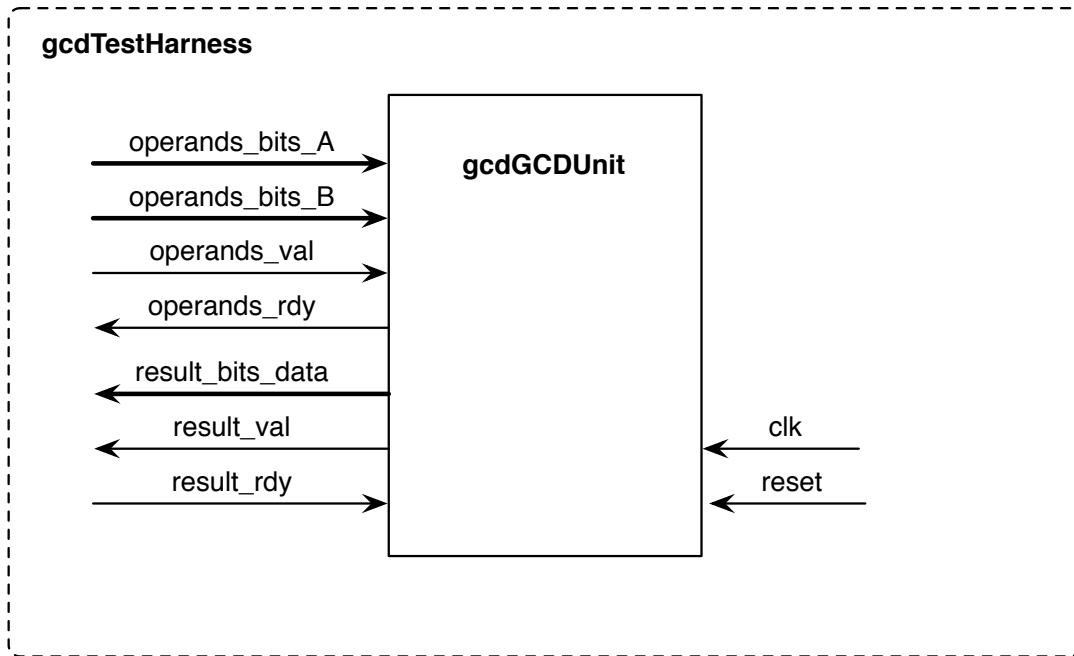 gcdTestHarness
operands_bits_A
gcdGCDUnit
operands_bits_B
operands_val
operands_rdy
result_bits_data
result_val
clk
result_rdy
reset